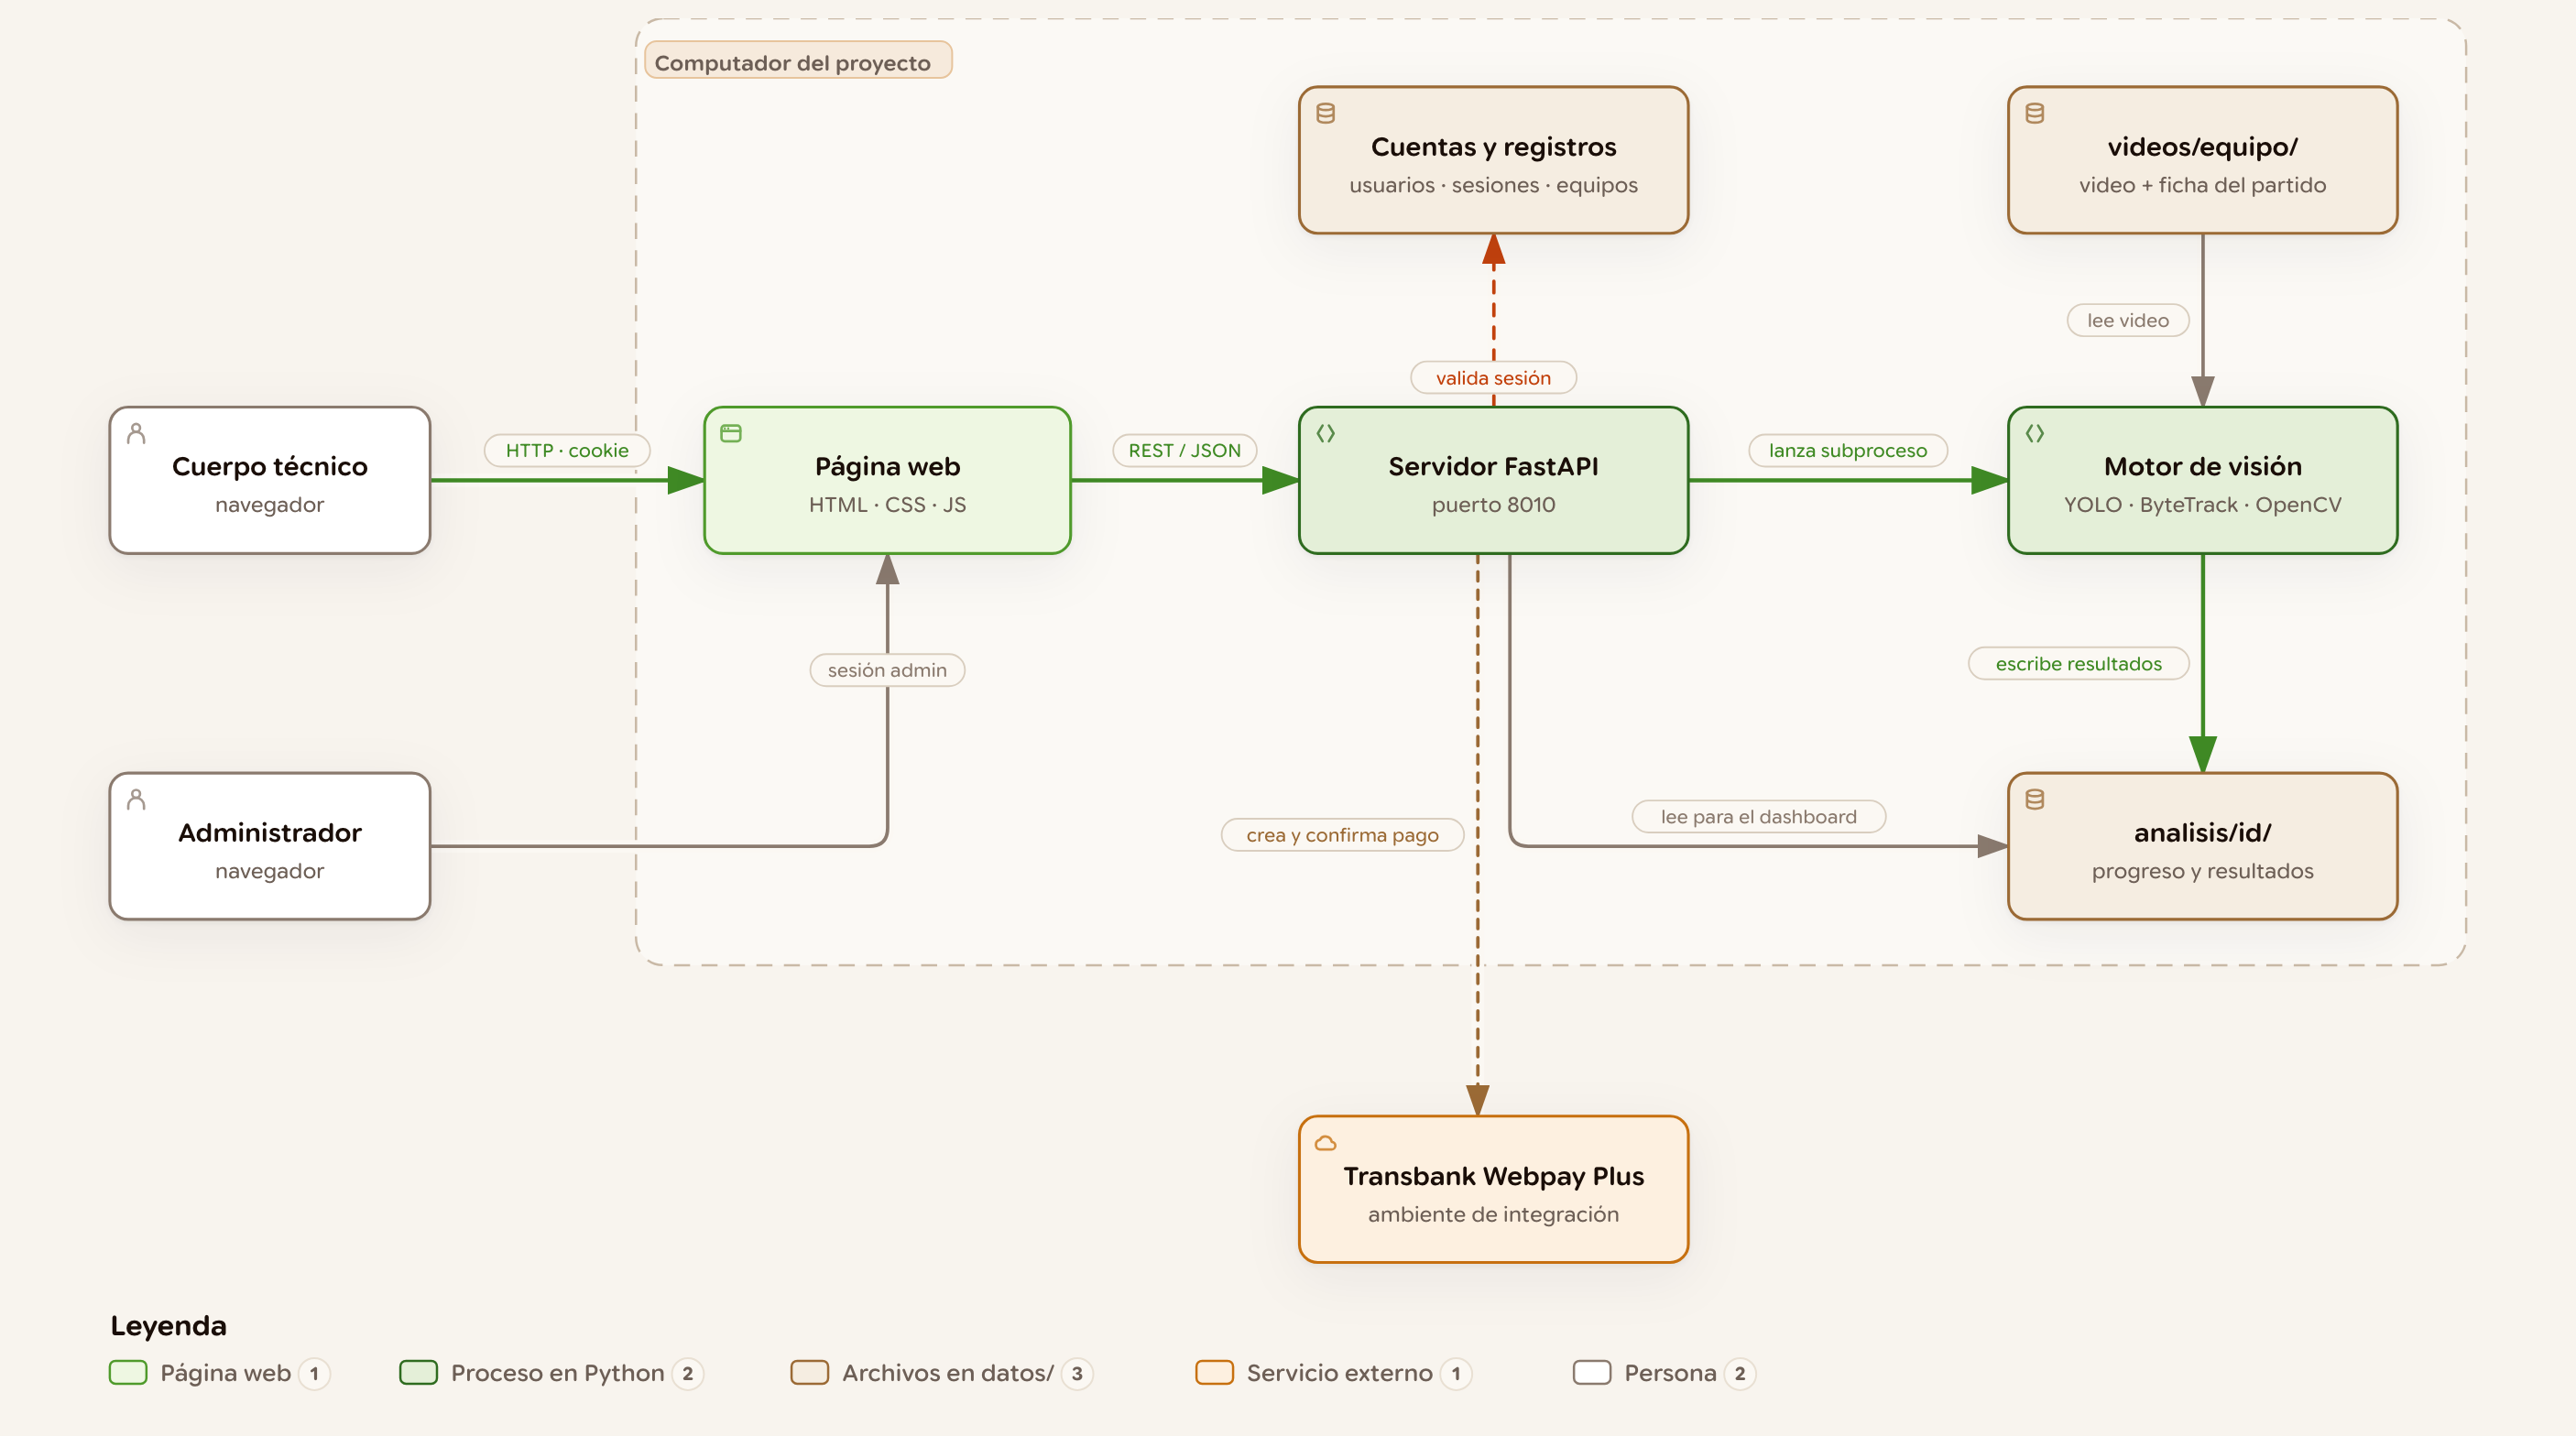 Computador del proyecto
Cuentas y registros
usuarios · sesiones · equipos
videos/equipo/
video + ficha del partido
lee video
valida sesión
Cuerpo técnico
navegador
HTTP · cookie
Página web
HTML · CSS · JS
REST / JSON
Servidor FastAPI
puerto 8010
lanza subproceso
Motor de visión
YOLO · ByteTrack · OpenCV
sesión admin
escribe resultados
Administrador
navegador
crea y confirma pago
lee para el dashboard
analisis/id/
progreso y resultados
Transbank Webpay Plus
ambiente de integración
Leyenda
Página web 1
Proceso en Python 2
Archivos en datos/ 3
Servicio externo 1
Persona 2